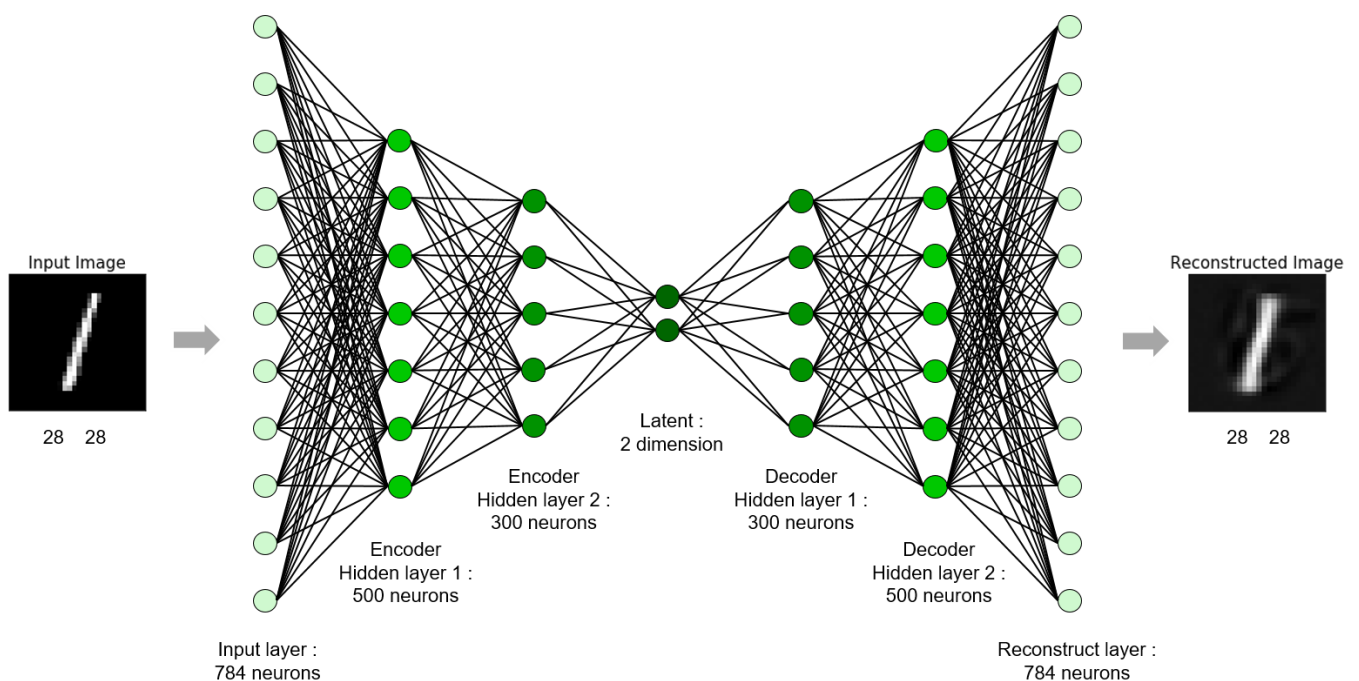 Input Image
28 28
Input layer :
784 neurons
Encoder
Hidden layer 1 :
500 neurons
Encoder
Hidden layer 2 :
300 neurons
Latent :
2 dimension
Decoder
Hidden layer 1 :
300 neurons
Decoder
Hidden layer 2 :
500 neurons
Reconstruct layer :
784 neurons
Reconstructed Image
28 28